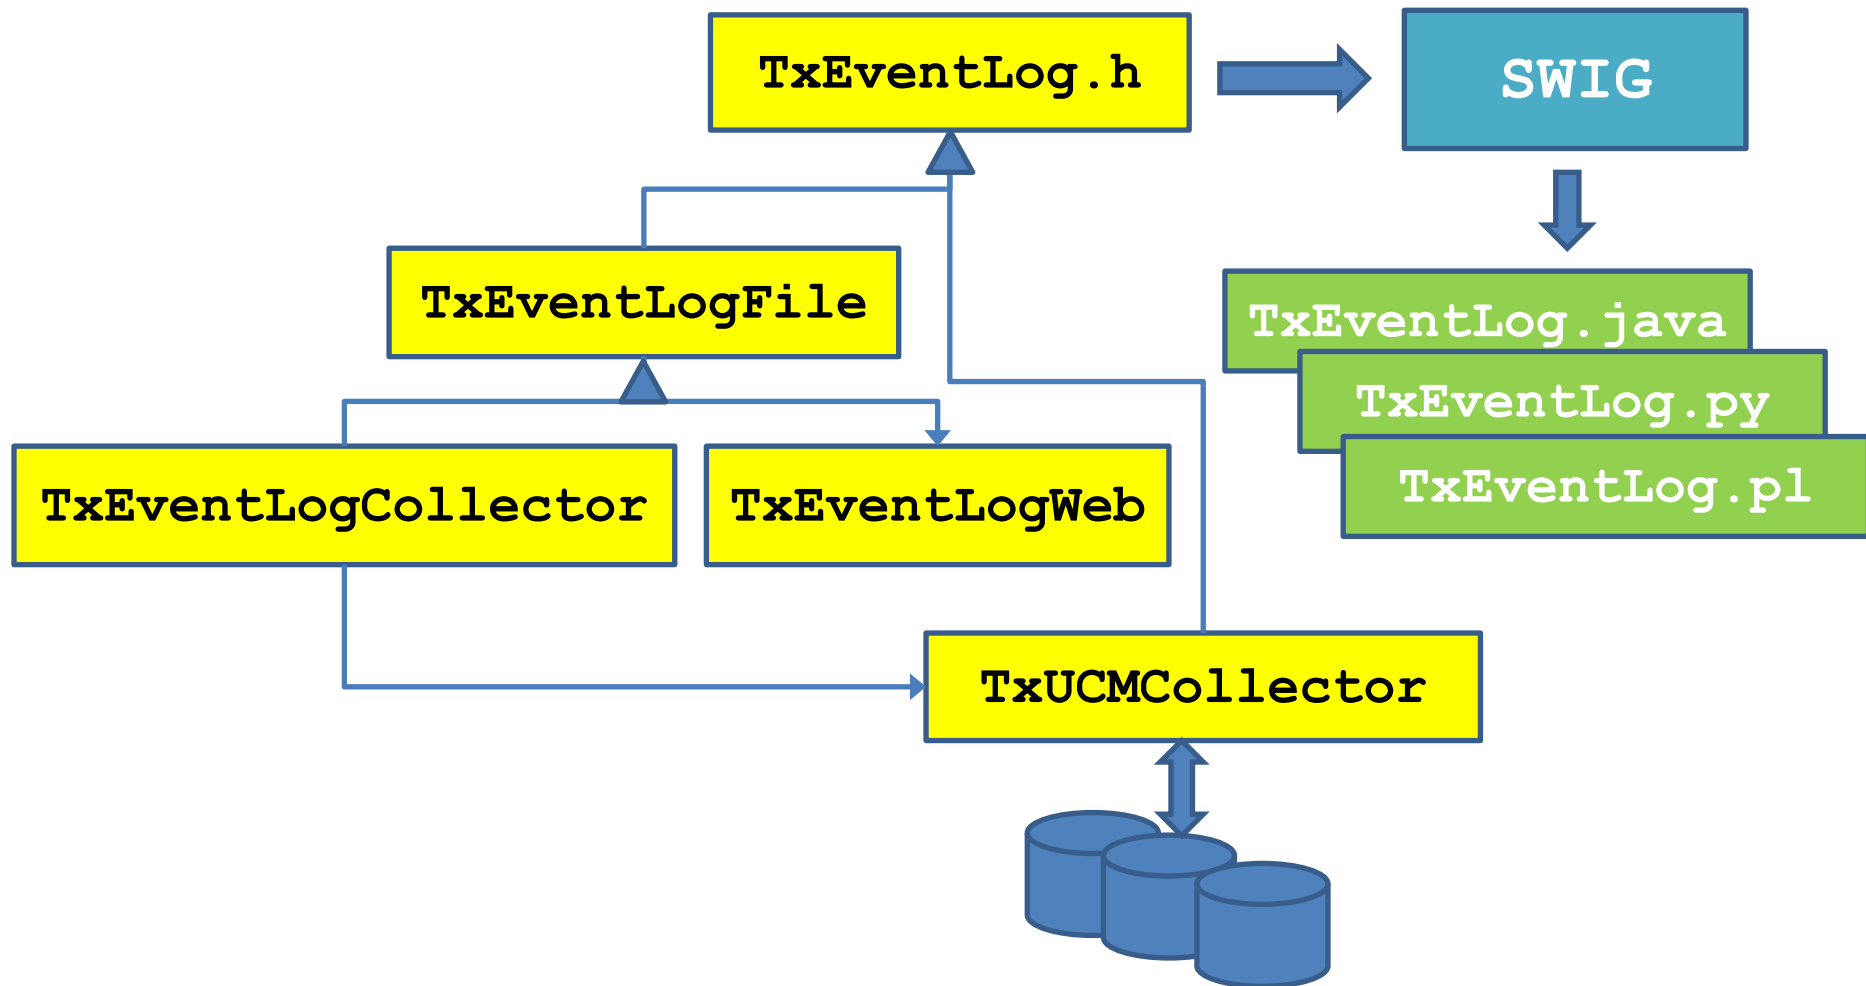 TxEventLog.h
SWIG
TxEventLogFile
TxEventLog.java
TxEventLog.py
TxEventLog.pl
TxEventLogCollector
TxEventLogWeb
TxUCMCollector